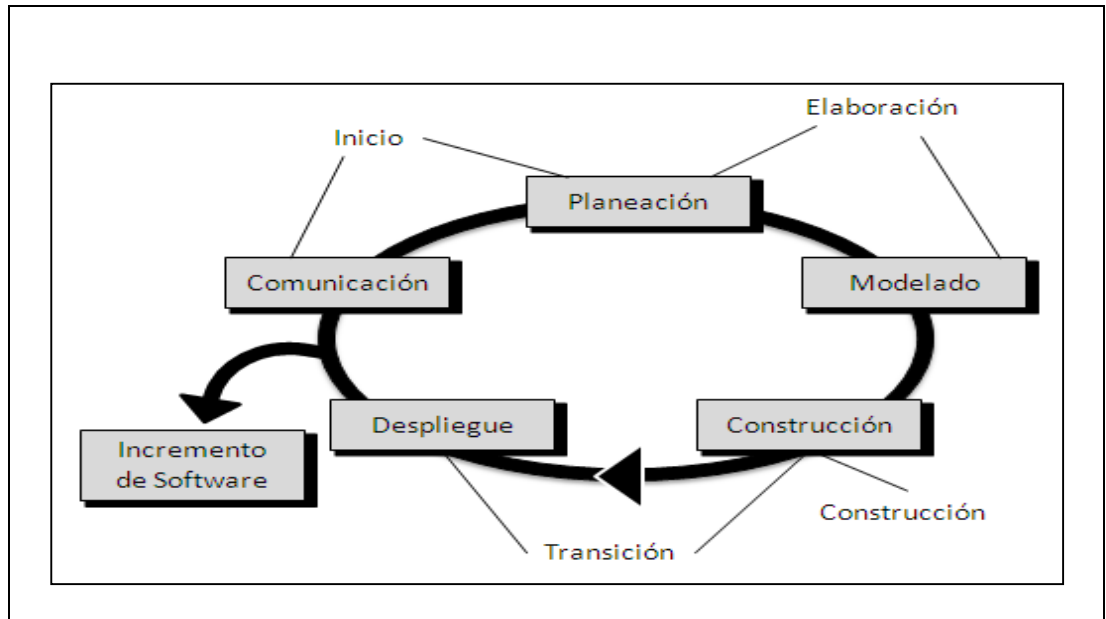 Elaboración
Inicio
Planeación
Comunicación
Modelado
Despliegue
Construcción
Incremento
de Software
Construcción
Transición